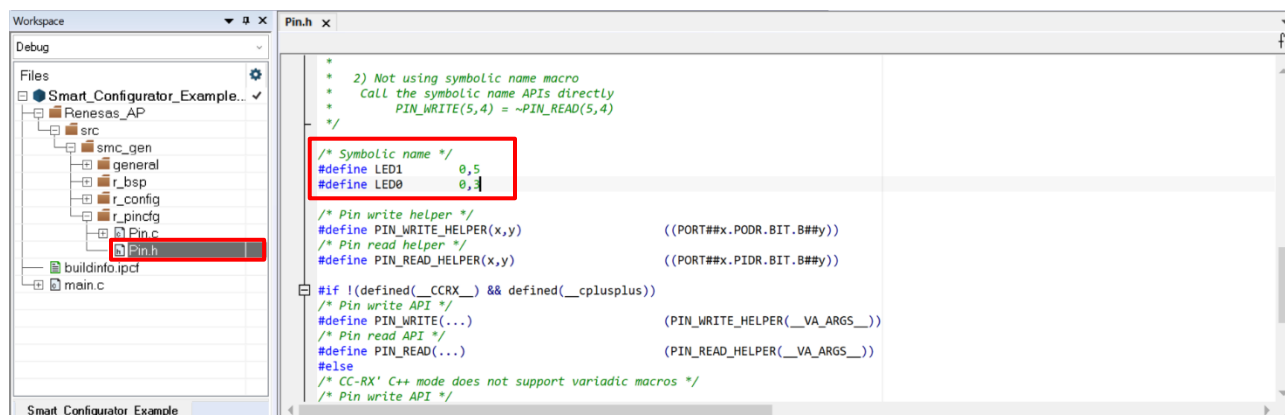 Workspace
Debug
Files
Smart_Configurator_Example...
Renesas_AP
src
smc_gen
general
r_bsp
r_config
r_pincfg
Pin.c
Pin.h
buildinfo.ipcf
main.c
Smart_Configurator_Example
Pin.h x
f
*
*    2) Not using symbolic name macro
*     Call the symbolic name APIs directly
*          PIN_WRITE(5,4) = ~PIN_READ(5,4)
*/
/* Symbolic name */
#define LED1 0,5
#define LED0 0,3
/* Pin write helper */
#define PIN_WRITE_HELPER(x,y) ((PORT##x.PODR.BIT.B##y))
/* Pin read helper */
#define PIN_READ_HELPER(x,y) ((PORT##x.PIDR.BIT.B##y))
#if !(defined(__CCRX__) && defined(__cplusplus))
/* Pin write API */
#define PIN_WRITE(...) (PIN_WRITE_HELPER(__VA_ARGS__))
/* Pin read API */
#define PIN_READ(...) (PIN_READ_HELPER(__VA_ARGS__))
#else
/* CC-RX' C++ mode does not support variadic macros */
/* Pin write API */